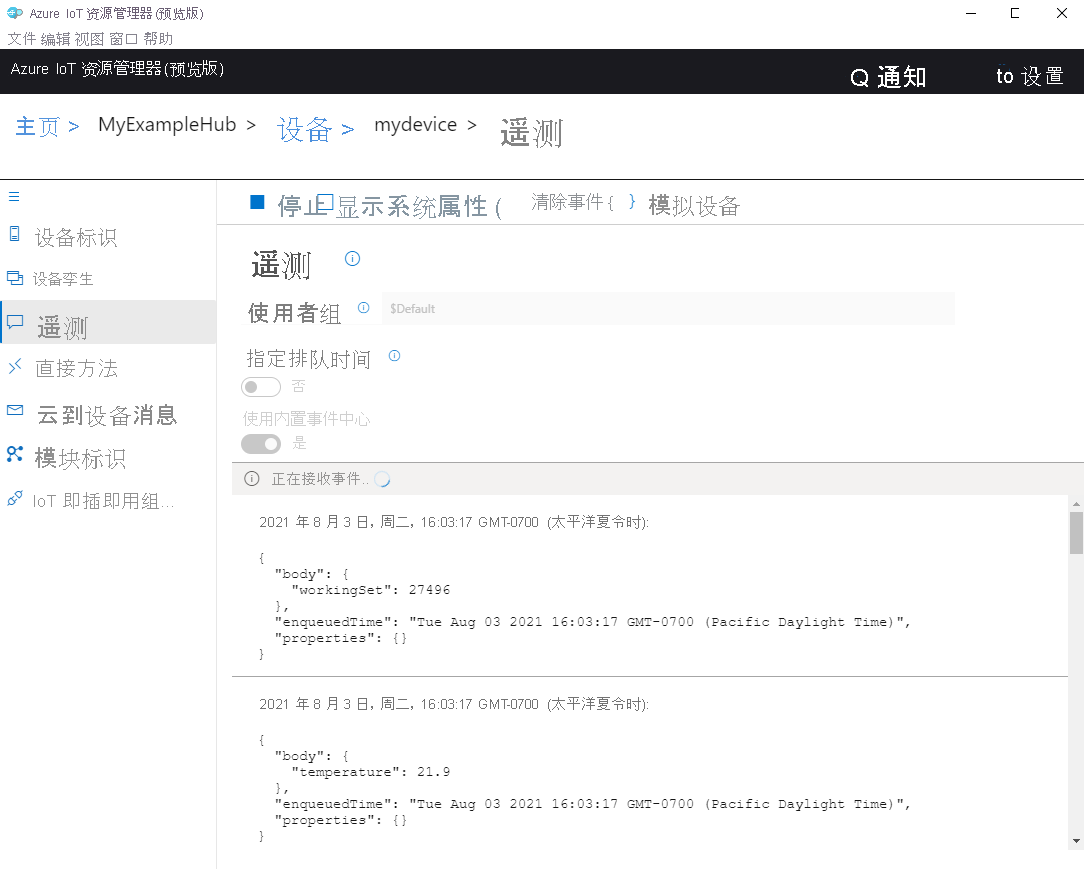 Azure IoT 资源管理器 (预览版)
文件 编辑 视图 窗口 帮助
Azure IoT 资源管理器 (预览版)
Q 通知 to 设置
主页 > MyExampleHub > 设备 > mydevice > 遥测
停止 显示系统属性 ( 清除事件 { } 模拟设备
设备标识
设备孪生
遥测
直接方法
云到设备消息
模块标识
IoT 即插即用组...
遥测
使用者组 $Default
指定排队时间
否
使用内置事件中心
是
正在接收事件..
2021 年 8 月 3 日, 周二, 16:03:17 GMT-0700 (太平洋夏令时):
{
"body": {
"workingSet": 27496
},
"enqueuedTime": "Tue Aug 03 2021 16:03:17 GMT-0700 (Pacific Daylight Time)",
"properties": {}
}
2021 年 8 月 3 日, 周二, 16:03:17 GMT-0700 (太平洋夏令时):
{
"body": {
"temperature": 21.9
},
"enqueuedTime": "Tue Aug 03 2021 16:03:17 GMT-0700 (Pacific Daylight Time)",
"properties": {}
}